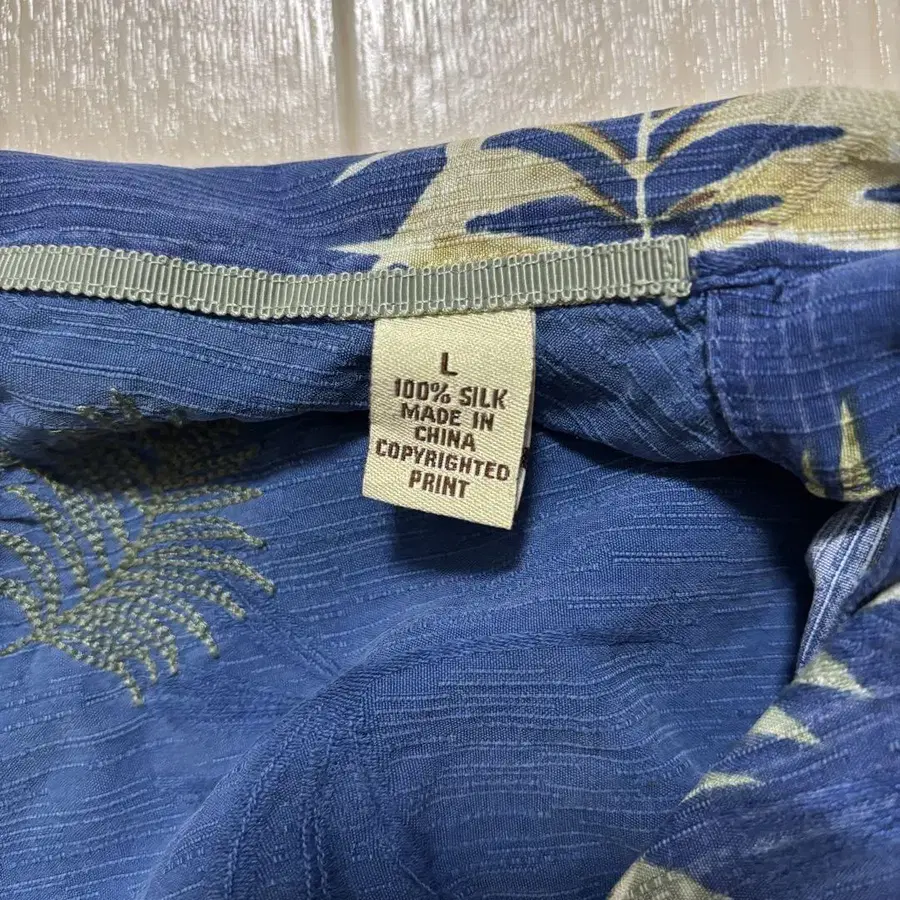 L
100% SILK
MADE IN
CHINA
COPYRIGHTED
PRINT